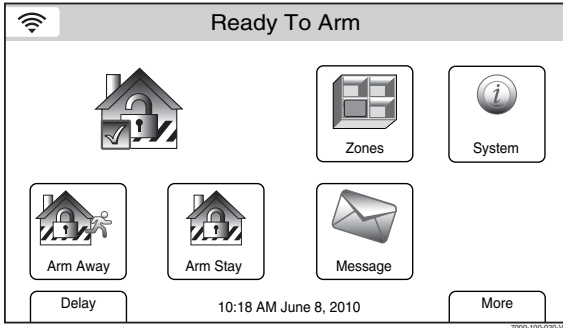 Ready To Arm
Zones
System
Arm Away
Arm Stay
Message
Delay
10:18 AM June 8, 2010
More